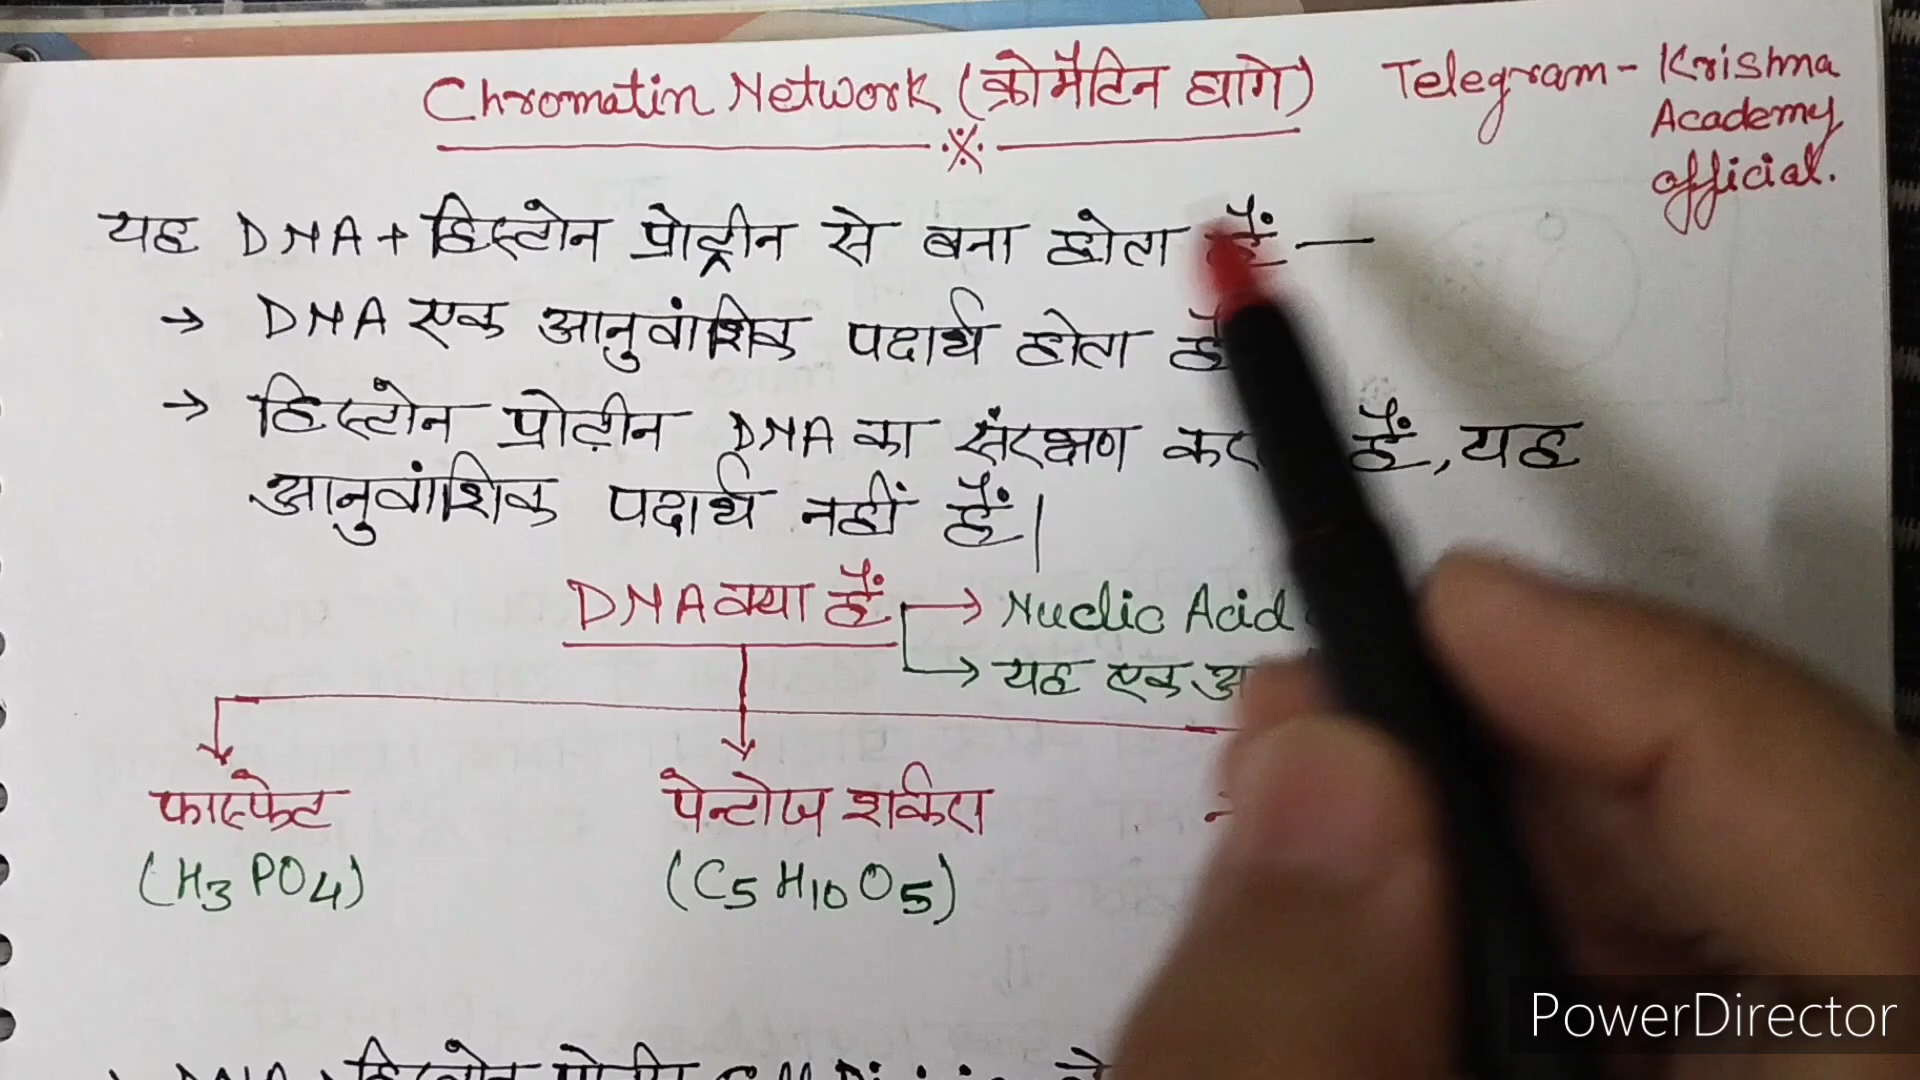 Chromatin Network (क्रोमैटिन धागे)
Telegram - Krishna
Academy
official.
यह DNA + हिस्टोन प्रोट्रीन से बना होता हैं —
→ DNA एक आनुवांशिक पदार्थ होता
→ हिस्टोन प्रोटीन DNA का संरक्षण हैं, यह
आनुवांशिक पदार्थ नहीं हैं|
DNA क्या हैं → Nuclic Acid
→ यह एक
फास्फेट पेन्टोज शर्करा
(H3PO4) (C5H10O5)
हिस्टोन प्रोटीन
PowerDirector